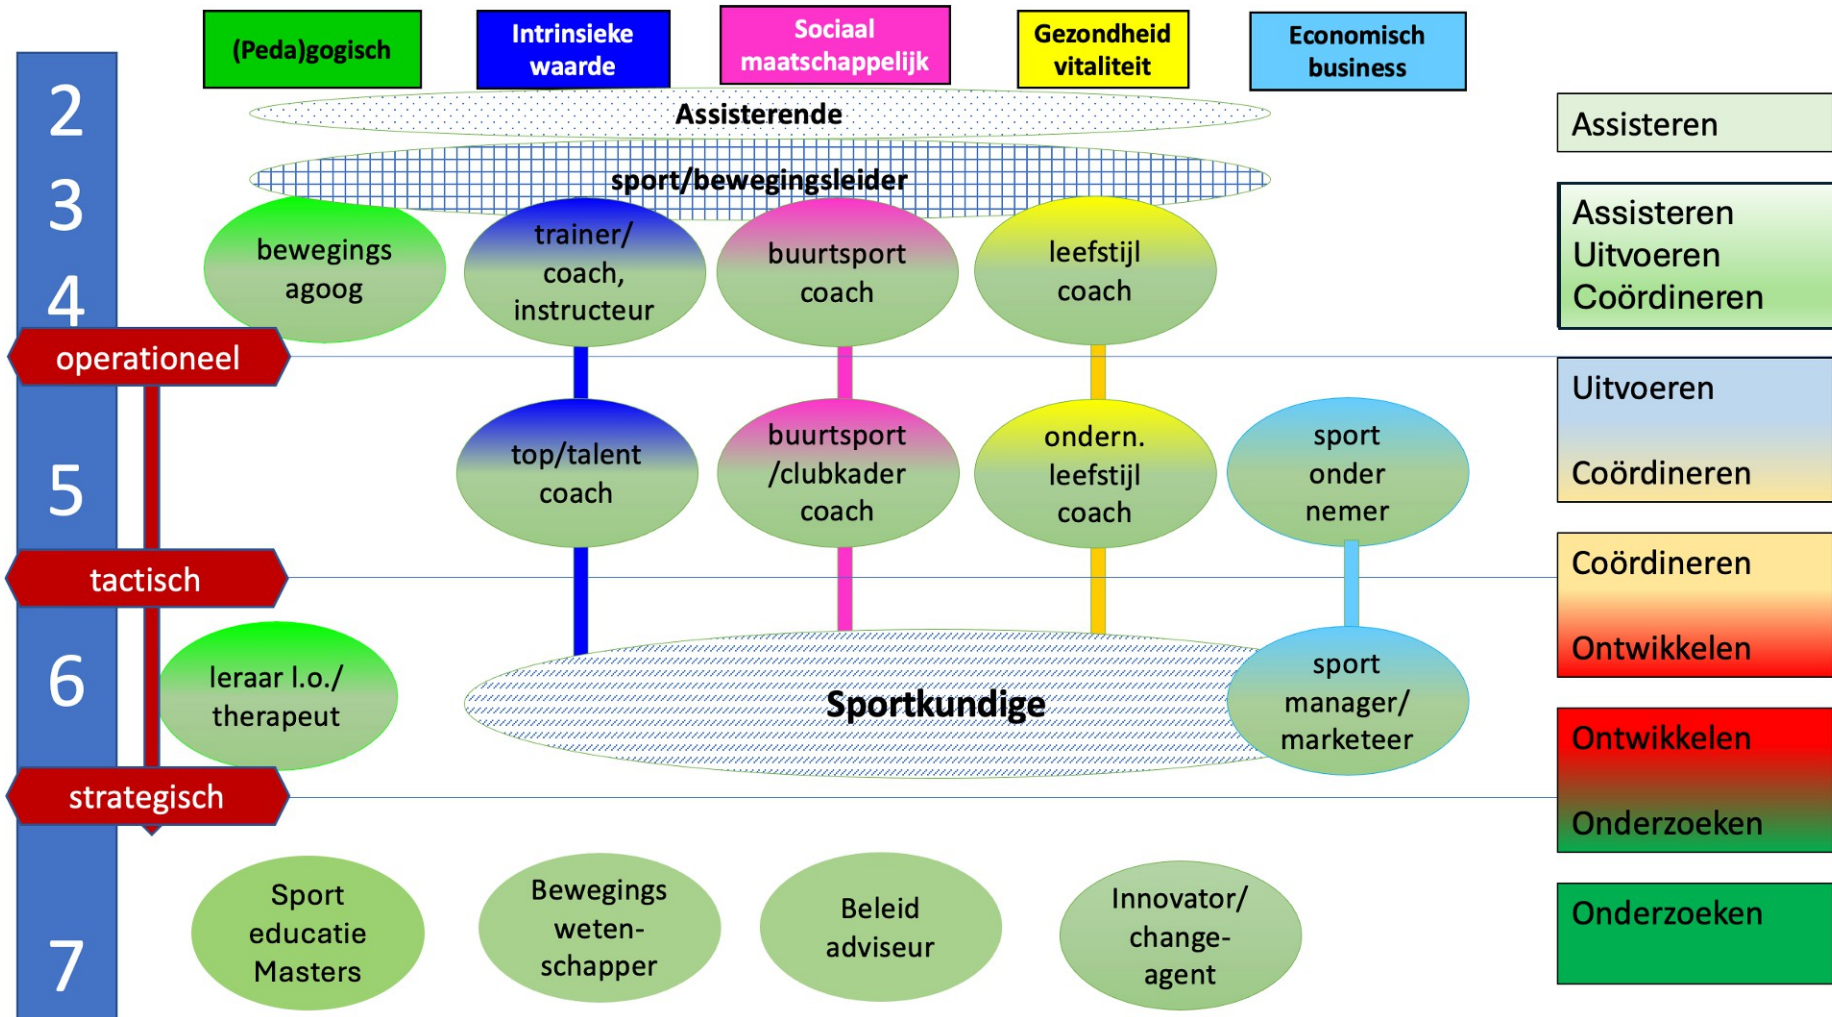 (Peda)gogisch
Intrinsieke
waarde
Sociaal
maatschappelijk
Gezondheid
vitaliteit
Economisch
business
2
Assisterende
Assisteren
3
sport/bewegingsleider
bewegings
agoog
trainer/
coach,
instructeur
buurtsport
coach
leefstijl
coach
Assisteren
Uitvoeren
Coördineren
4
operationeel
5
top/talent
coach
buurtsport
/clubkader
coach
ondern.
leefstijl
coach
sport
onder
nemer
Uitvoeren
Coördineren
tactisch
6
leraar l.o./
therapeut
Sportkundige
sport
manager/
marketeer
Coördineren
Ontwikkelen
strategisch
Ontwikkelen
Onderzoeken
7
Sport
educatie
Masters
Bewegings
weten-
schapper
Beleid
adviseur
Innovator/
change-
agent
Onderzoeken